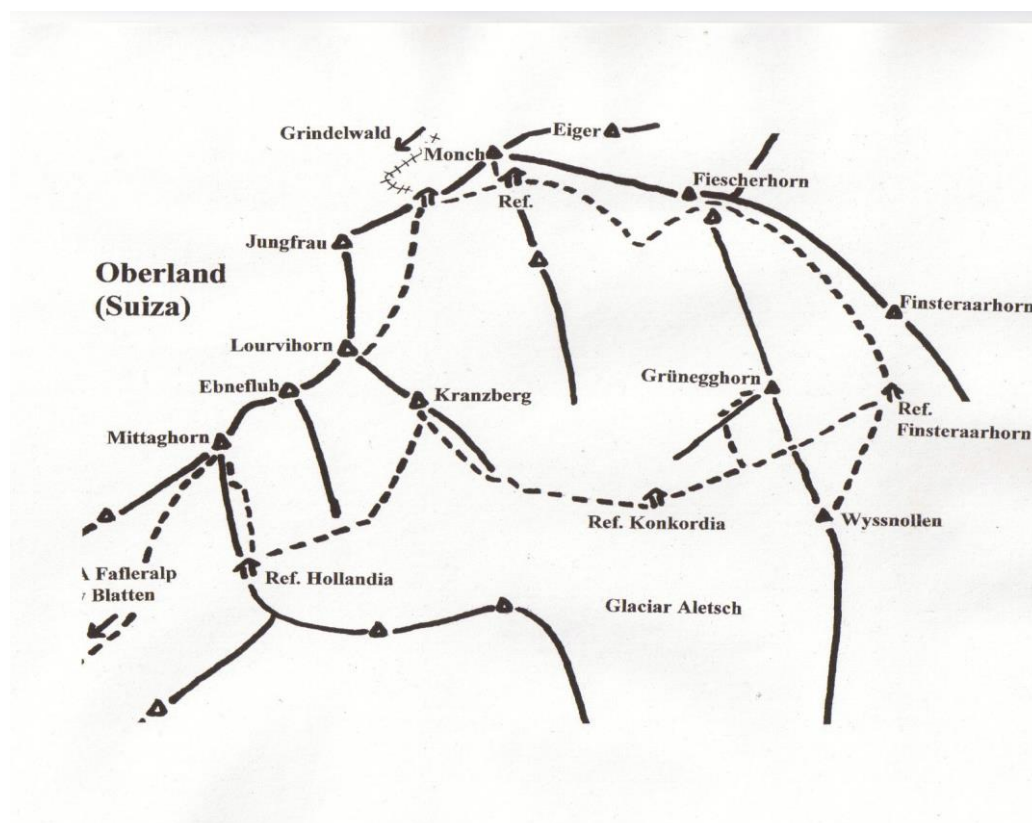 Eiger
Grindelwald
Monch
Fiescherhorn
Ref.
Jungfrau
Oberland
(Suiza)
Finsteraarhorn
Lourvihorn
Grünegghorn
Ebnefluh
Kranzberg
Ref.
Finsteraarhorn
Mittaghorn
Ref. Konkordia
Wyssnollen
A Fafleralp
y Blatten
Ref. Hollandia
Glaciar Aletsch